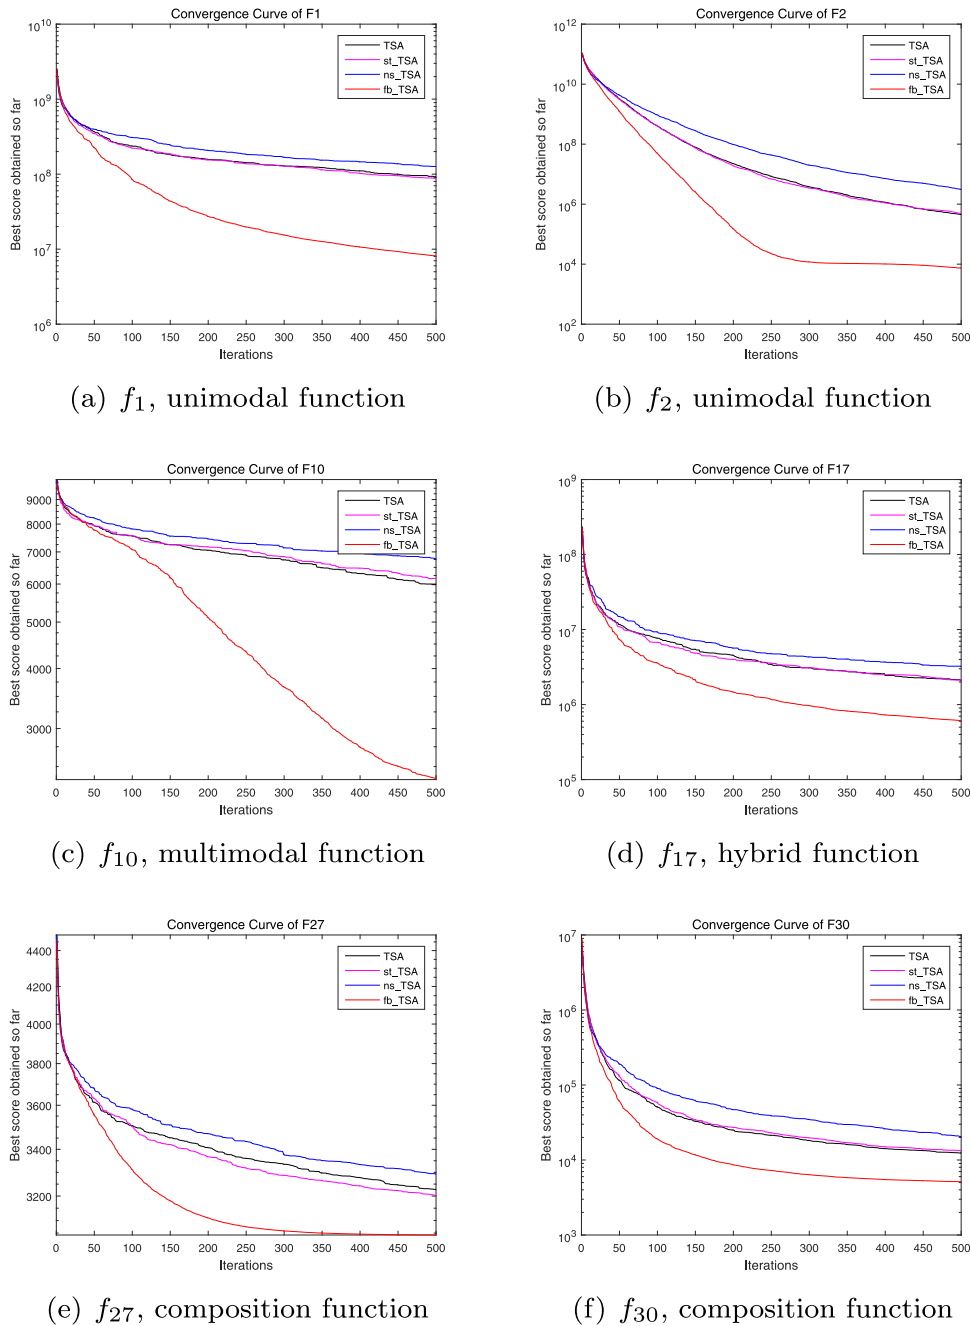 Convergence Curve of F1
Best score obtained so far
10^10
10^9
10^8
10^7
10^6
TSA
st_TSA
ns_TSA
fb_TSA
0 50 100 150 200 250 300 350 400 450 500
Iterations
(a) f1, unimodal function
Convergence Curve of F2
Best score obtained so far
10^12
10^10
10^8
10^6
10^4
10^2
TSA
st_TSA
ns_TSA
fb_TSA
0 50 100 150 200 250 300 350 400 450 500
Iterations
(b) f2, unimodal function
Convergence Curve of F10
Best score obtained so far
9000
8000
7000
6000
5000
4000
3000
TSA
st_TSA
ns_TSA
fb_TSA
0 50 100 150 200 250 300 350 400 450 500
Iterations
(c) f10, multimodal function
Convergence Curve of F17
Best score obtained so far
10^9
10^8
10^7
10^6
10^5
TSA
st_TSA
ns_TSA
fb_TSA
0 50 100 150 200 250 300 350 400 450 500
Iterations
(d) f17, hybrid function
Convergence Curve of F27
Best score obtained so far
4400
4200
4000
3800
3600
3400
3200
TSA
st_TSA
ns_TSA
fb_TSA
0 50 100 150 200 250 300 350 400 450 500
Iterations
(e) f27, composition function
Convergence Curve of F30
Best score obtained so far
10^7
10^6
10^5
10^4
10^3
TSA
st_TSA
ns_TSA
fb_TSA
0 50 100 150 200 250 300 350 400 450 500
Iterations
(f) f30, composition function